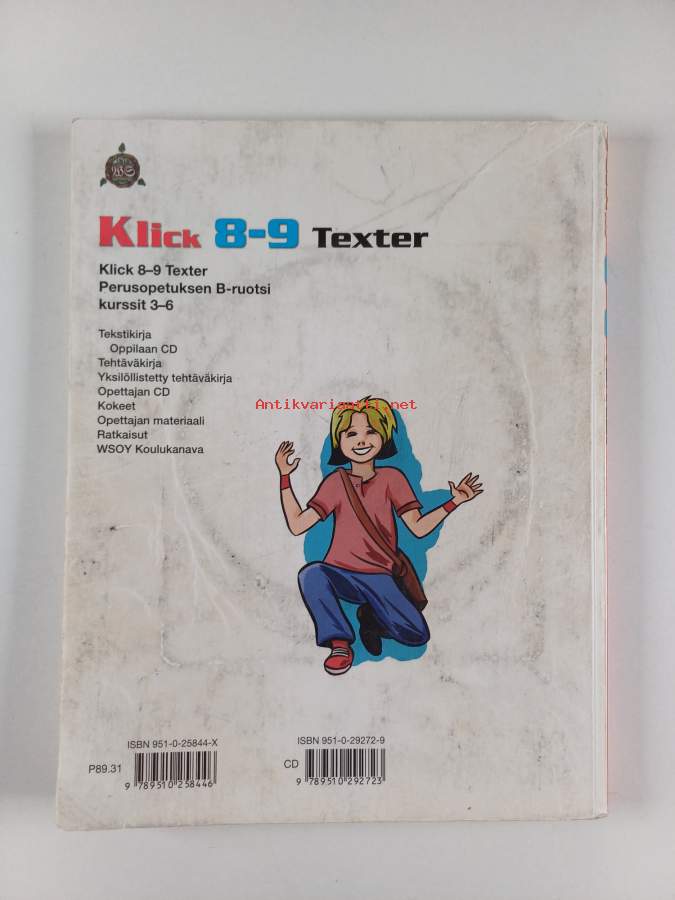 WS
Klick 8-9 Texter
Klick 8–9 Texter
Perusopetuksen B-ruotsi
kurssit 3–6
Tekstikirja
Oppilaan CD
Tehtäväkirja
Yksilöllistetty tehtäväkirja
Opettajan CD
Kokeet
Opettajan materiaali
Ratkaisut
WSOY Koulukanava
Antikvariaatti.net
ISBN 951-0-25844-X
P89.31
9 789510 258446
ISBN 951-0-29272-9
CD
9 789510 292723